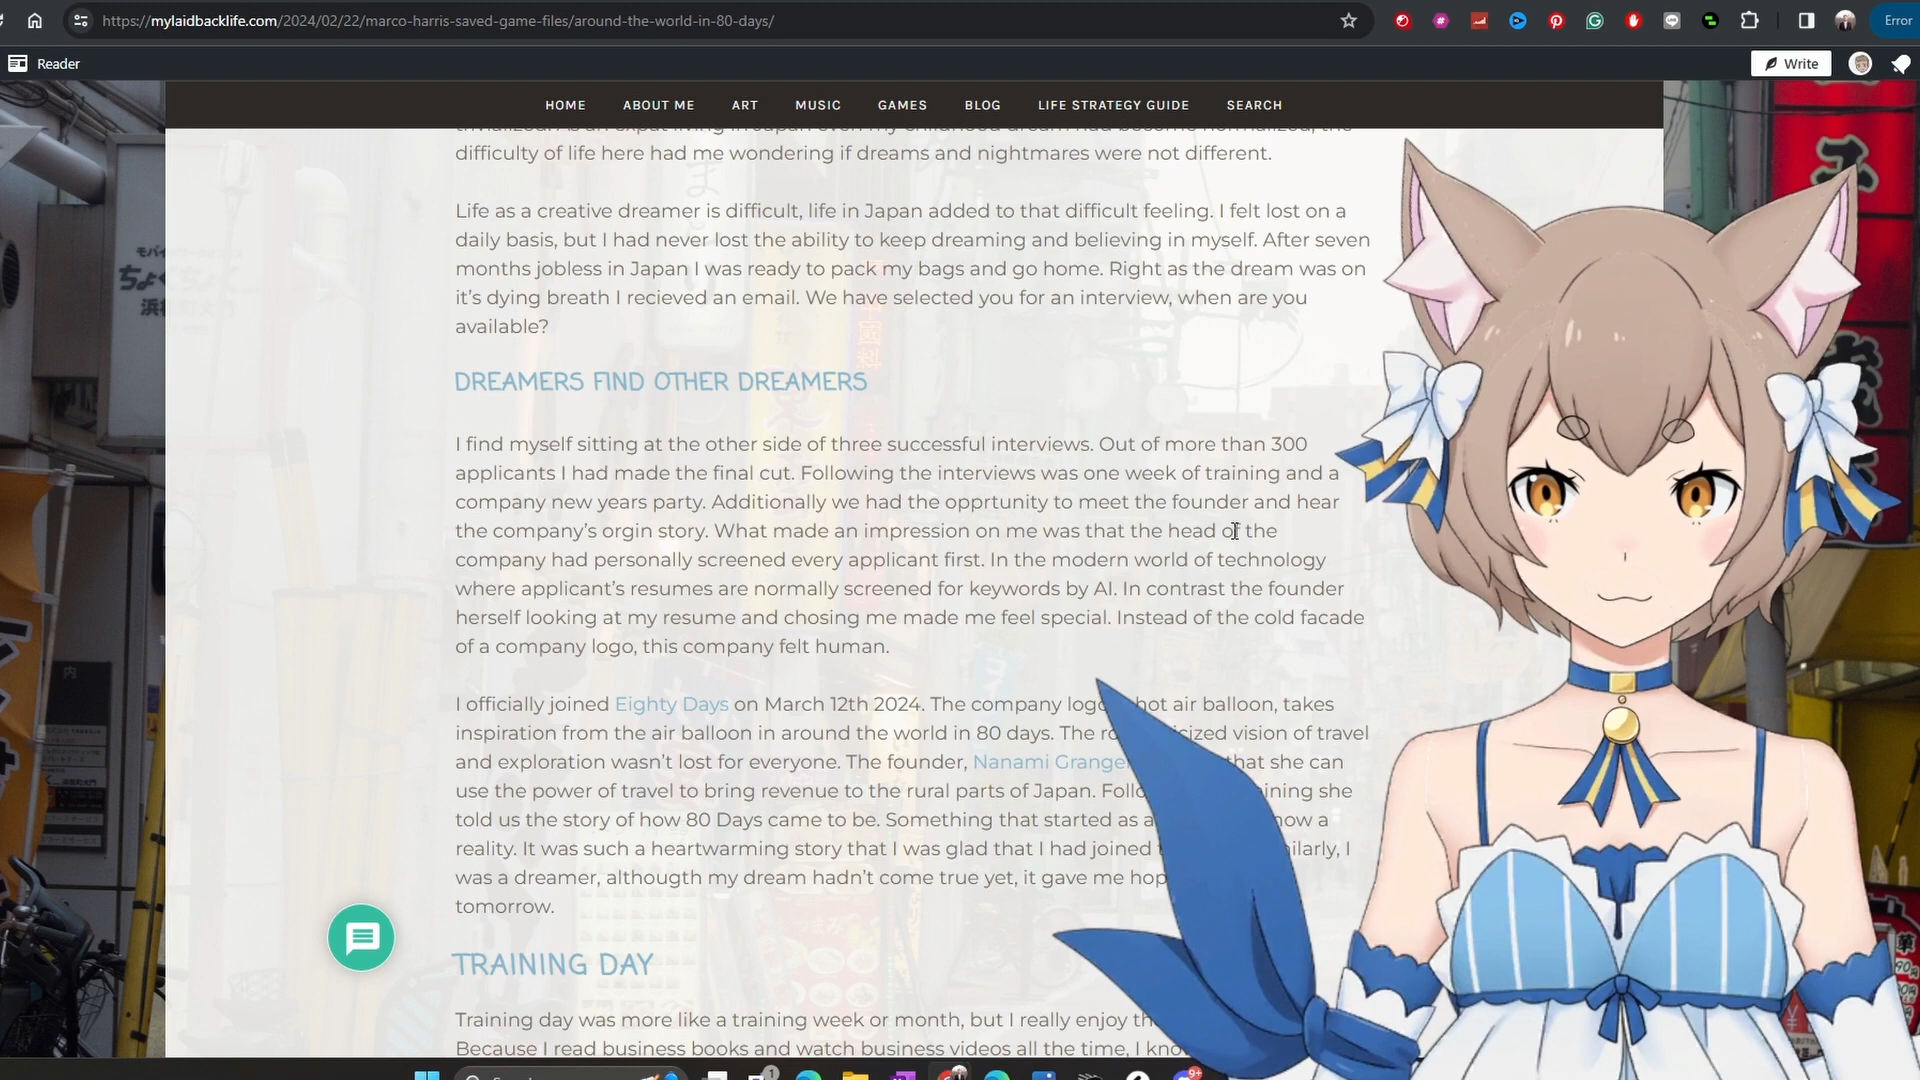 https://mylaidbacklife.com/2024/02/22/marco-harris-saved-game-files/around-the-world-in-80-days/
Error
Reader
Write
HOME ABOUT ME ART MUSIC GAMES BLOG LIFE STRATEGY GUIDE SEARCH
difficulty of life here had me wondering if dreams and nightmares were not different.
Life as a creative dreamer is difficult, life in Japan added to that difficult feeling. I felt lost on a
daily basis, but I had never lost the ability to keep dreaming and believing in myself. After seven
months jobless in Japan I was ready to pack my bags and go home. Right as the dream was on
it's dying breath I recieved an email. We have selected you for an interview, when are you
available?
DREAMERS FIND OTHER DREAMERS
I find myself sitting at the other side of three successful interviews. Out of more than 300
applicants I had made the final cut. Following the interviews was one week of training and a
company new years party. Additionally we had the opprtunity to meet the founder and hear
the company's orgin story. What made an impression on me was that the head of the
company had personally screened every applicant first. In the modern world of technology
where applicant's resumes are normally screened for keywords by AI. In contrast the founder
herself looking at my resume and chosing me made me feel special. Instead of the cold facade
of a company logo, this company felt human.
I officially joined Eighty Days on March 12th 2024. The company logo hot air balloon, takes
inspiration from the air balloon in around the world in 80 days. The vision of travel
and exploration wasn't lost for everyone. The founder, Nanami Granger that she can
use the power of travel to bring revenue to the rural parts of Japan. she
told us the story of how 80 Days came to be. Something that started as a now a
reality. It was such a heartwarming story that I was glad that I had joined I
was a dreamer, althougth my dream hadn't come true yet, it gave me
tomorrow.
TRAINING DAY
Training day was more like a training week or month, but I really enjoy
Because I read business books and watch business videos all the time, I